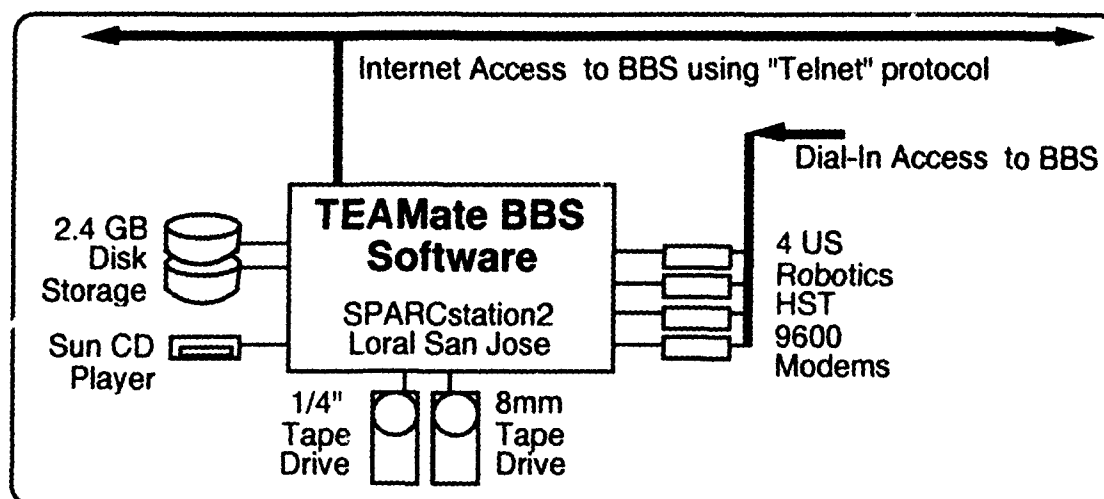 Internet Access to BBS using "Telnet" protocol
Dial-In Access to BBS
TEAMate BBS
Software
SPARCstation2
Loral San Jose
2.4 GB
Disk
Storage
Sun CD
Player
4 US
Robotics
HST
9600
Modems
1/4"
Tape
Drive
8mm
Tape
Drive